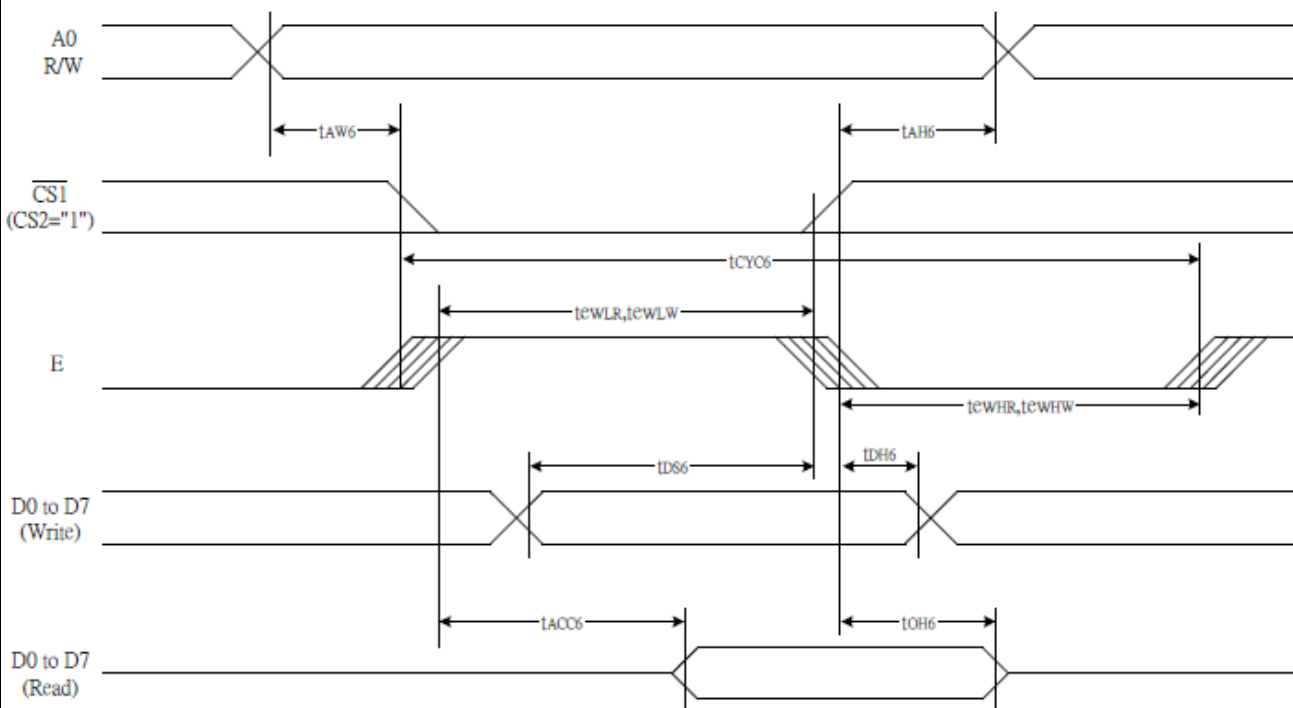 A0
R/W
tAW6
tAH6
CS1
(CS2="1")
tCYC6
tewLR,tewLW
E
tewHR,tewHW
tDS6
tDH6
D0 to D7
(Write)
tACC6
tOH6
D0 to D7
(Read)